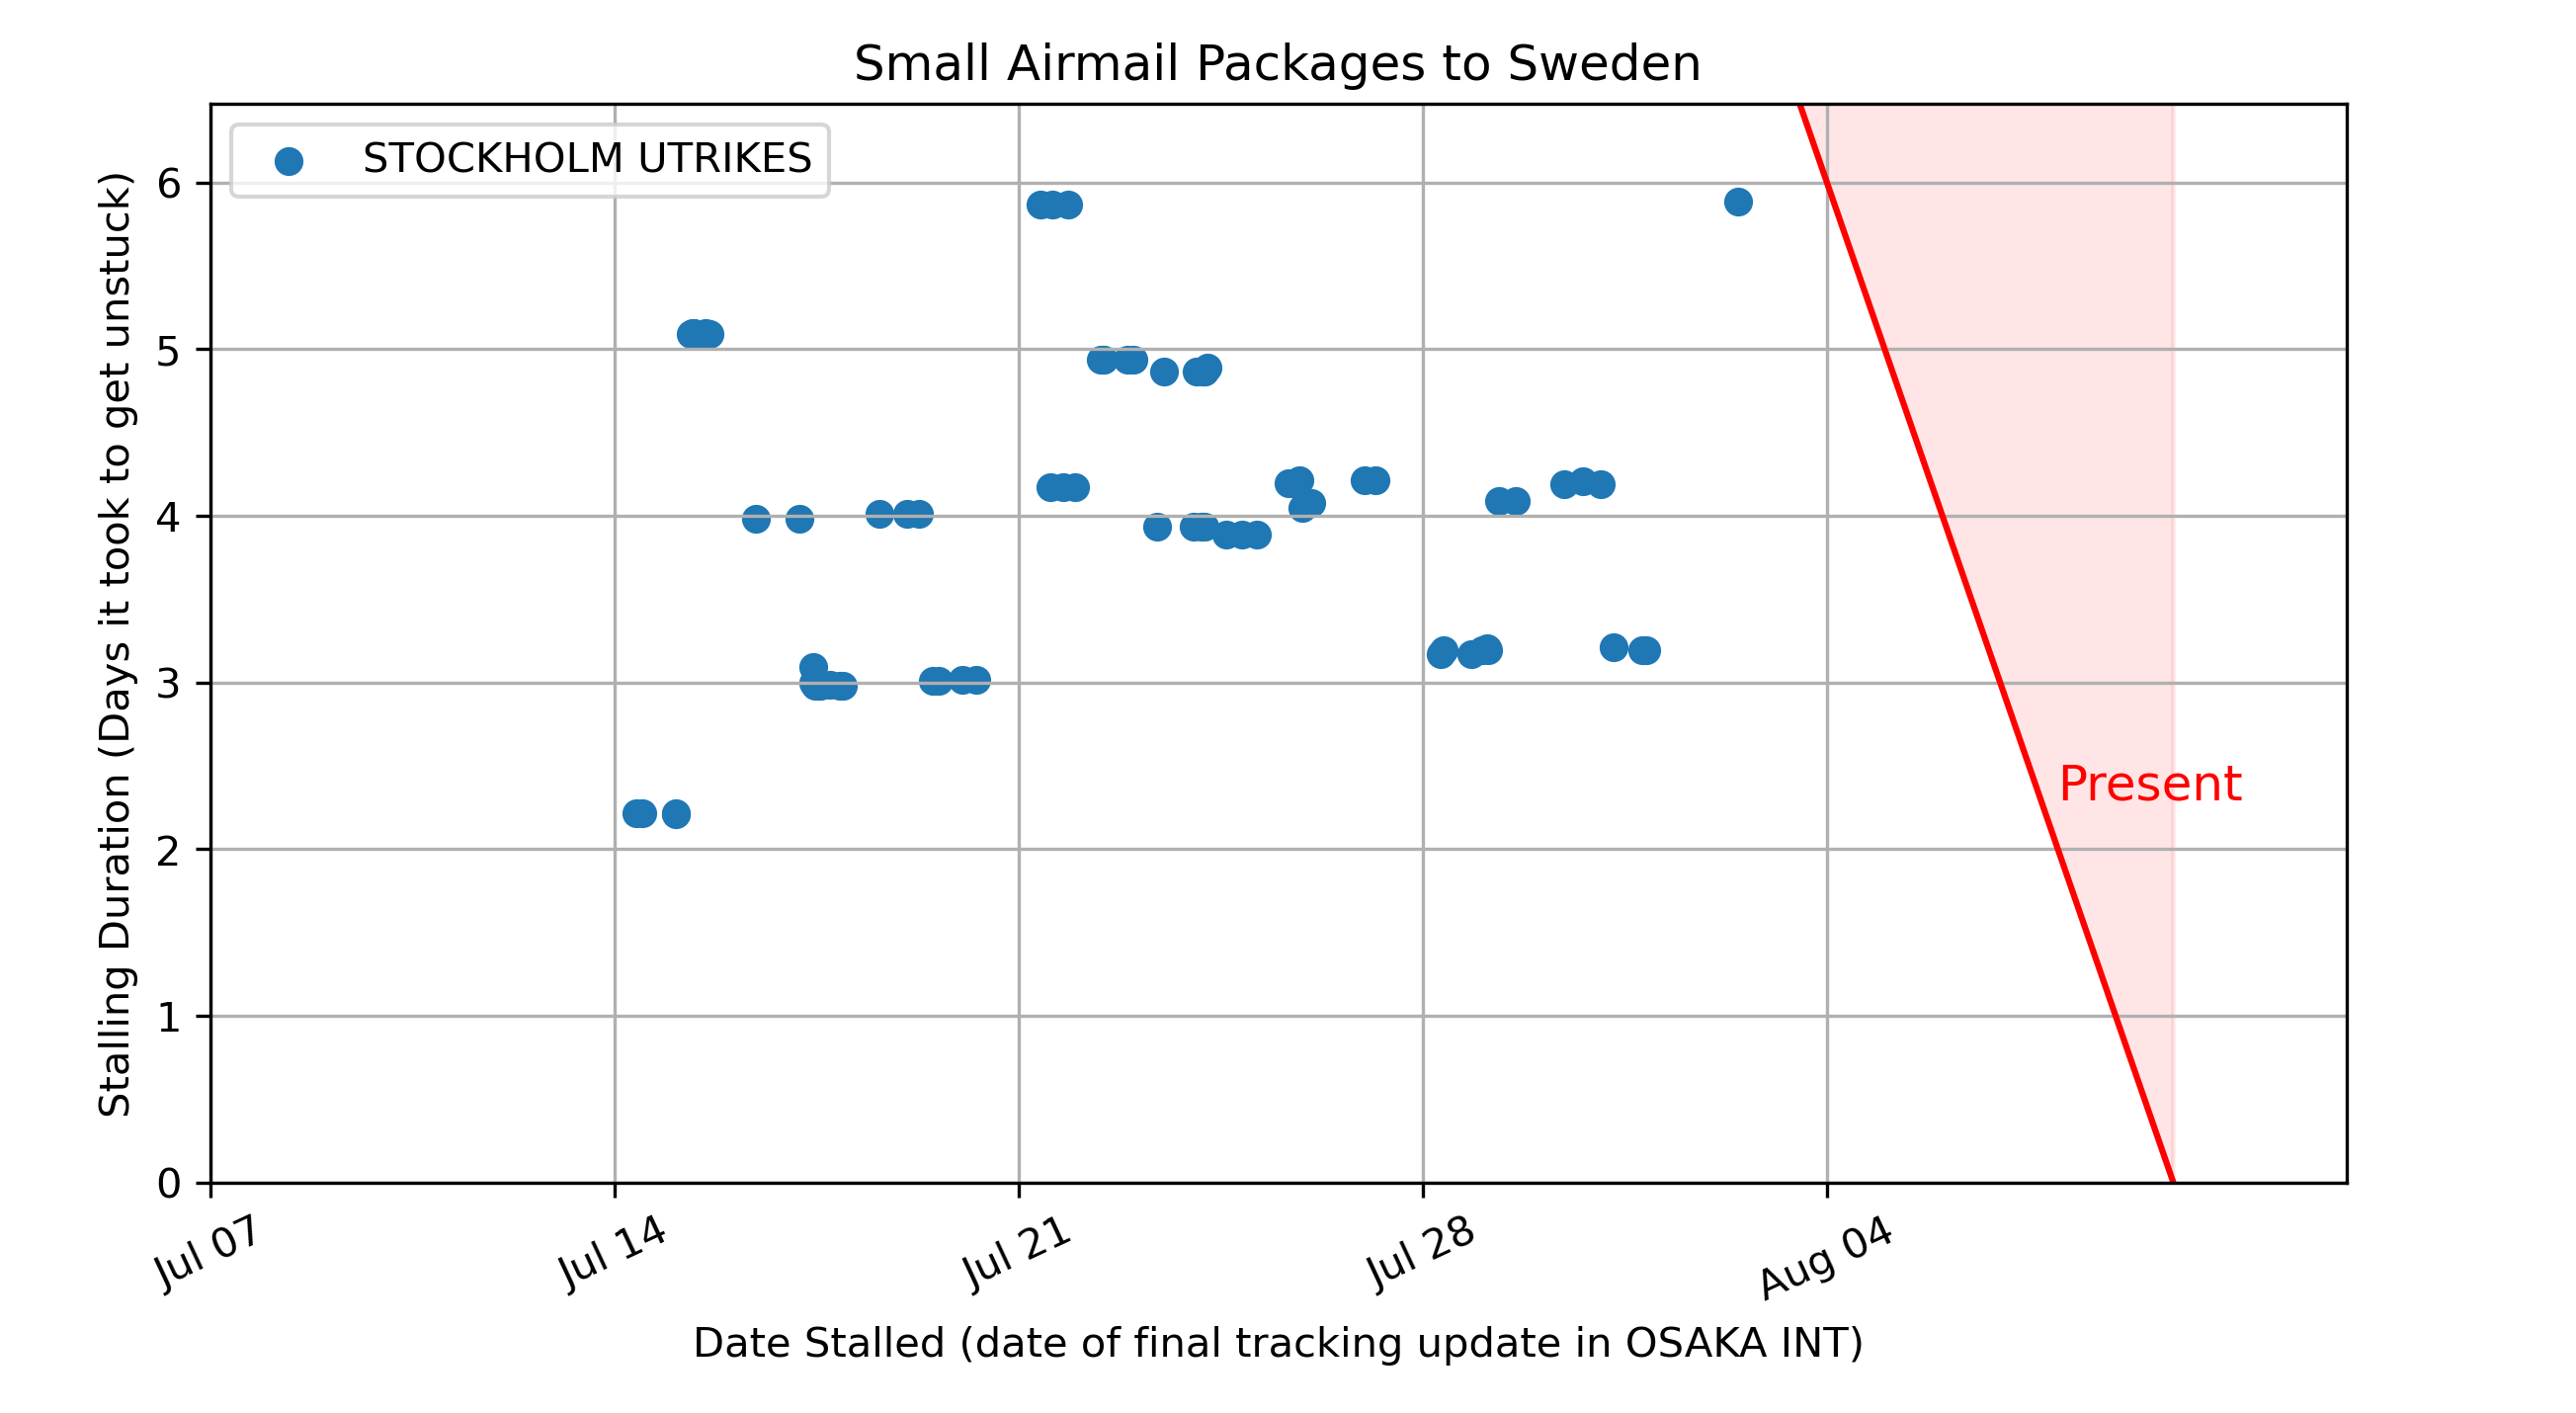 Small Airmail Packages to Sweden
STOCKHOLM UTRIKES
Stalling Duration (Days it took to get unstuck)
6
5
4
3
2
1
0
Present
Jul 07
Jul 14
Jul 21
Jul 28
Aug 04
Date Stalled (date of final tracking update in OSAKA INT)